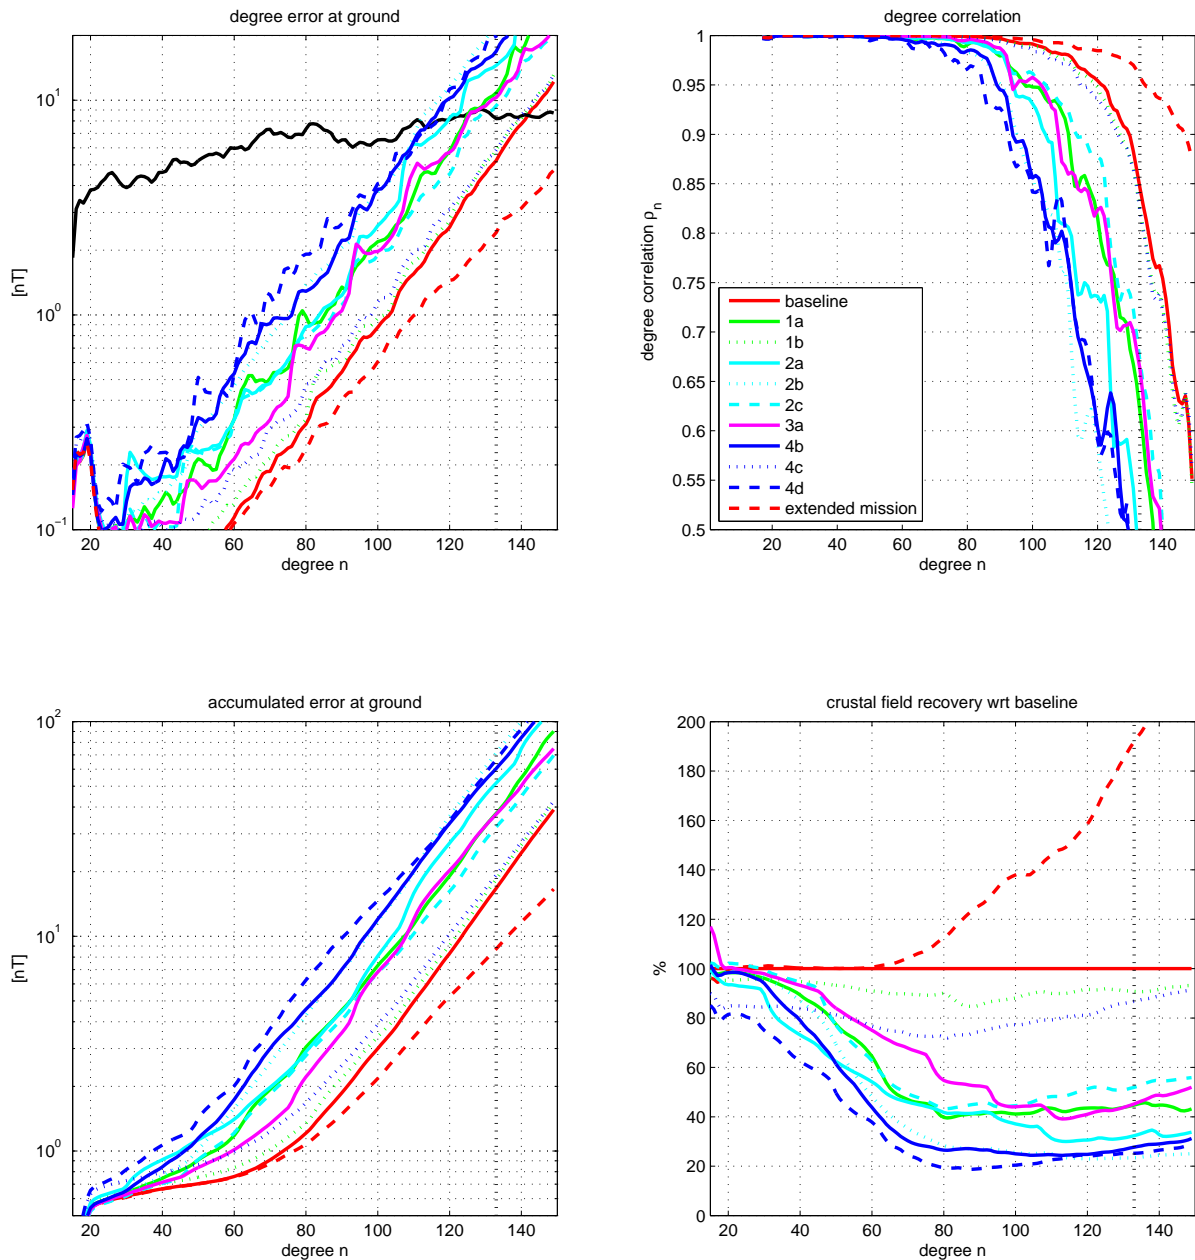 degree error at ground
10^1
10^0
10^-1
[nT]
20 40 60 80 100 120 140
degree n
degree correlation
1
0.95
0.9
0.85
0.8
0.75
0.7
0.65
0.6
0.55
0.5
degree correlation ρ_n
baseline
1a
1b
2a
2b
2c
3a
4b
4c
4d
extended mission
20 40 60 80 100 120 140
degree n
accumulated error at ground
10^2
10^1
10^0
[nT]
20 40 60 80 100 120 140
degree n
crustal field recovery wrt baseline
200
180
160
140
120
100
80
60
40
20
0
%
20 40 60 80 100 120 140
degree n